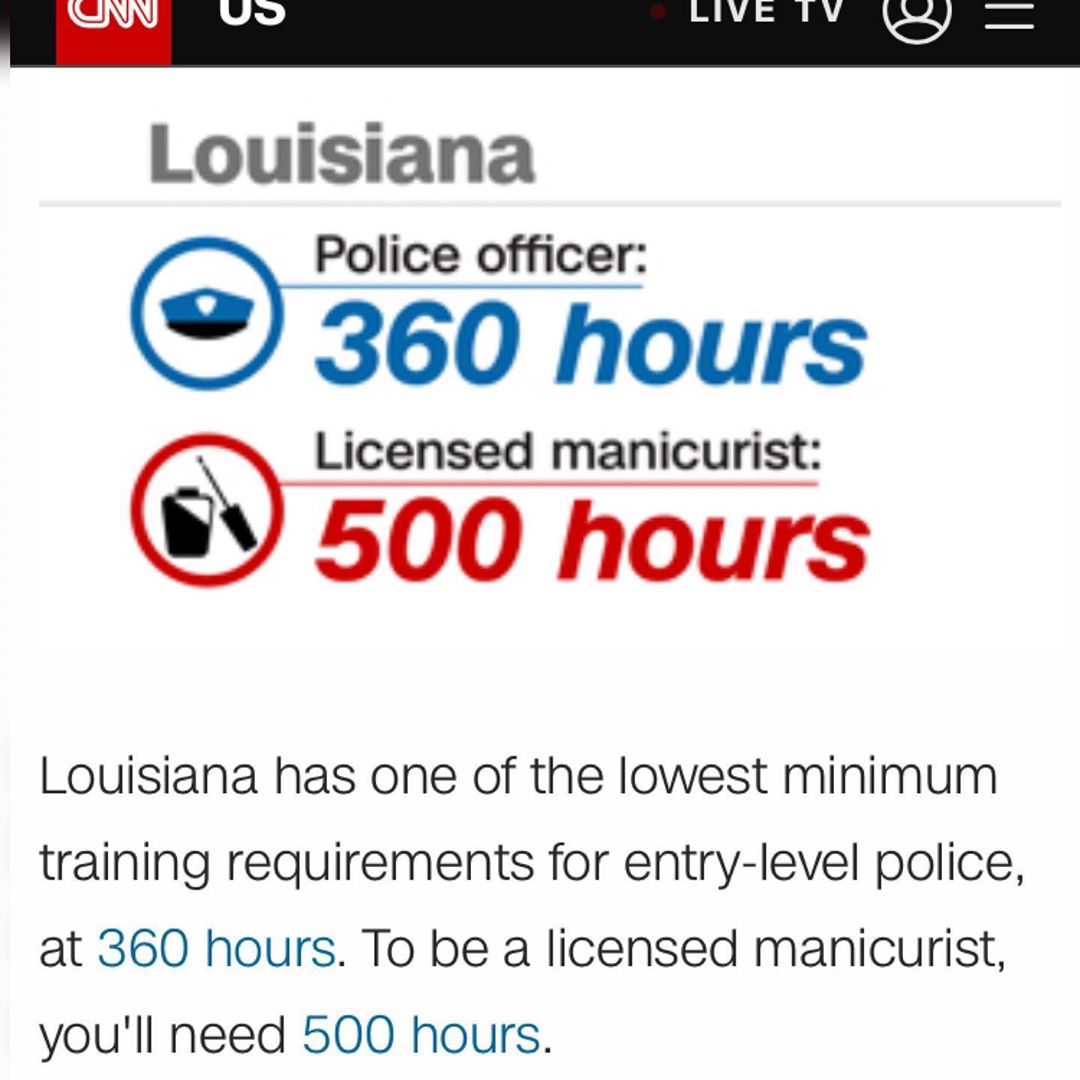 CNN US LIVE TV
Louisiana
Police officer:
360 hours
Licensed manicurist:
500 hours
Louisiana has one of the lowest minimum
training requirements for entry-level police,
at 360 hours. To be a licensed manicurist,
you'll need 500 hours.